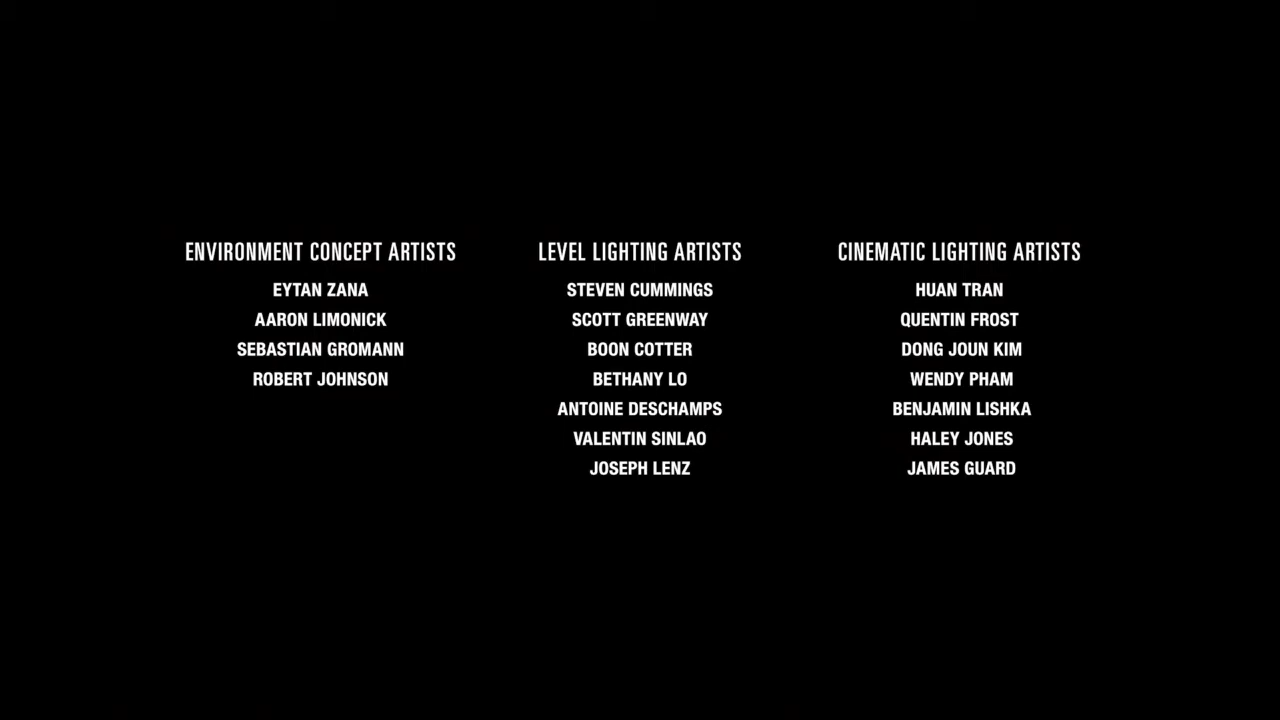 ENVIRONMENT CONCEPT ARTISTS
EYTAN ZANA
AARON LIMONICK
SEBASTIAN GROMANN
ROBERT JOHNSON
LEVEL LIGHTING ARTISTS
STEVEN CUMMINGS
SCOTT GREENWAY
BOON COTTER
BETHANY LO
ANTOINE DESCHAMPS
VALENTIN SINLAO
JOSEPH LENZ
CINEMATIC LIGHTING ARTISTS
HUAN TRAN
QUENTIN FROST
DONG JOUN KIM
WENDY PHAM
BENJAMIN LISHKA
HALEY JONES
JAMES GUARD